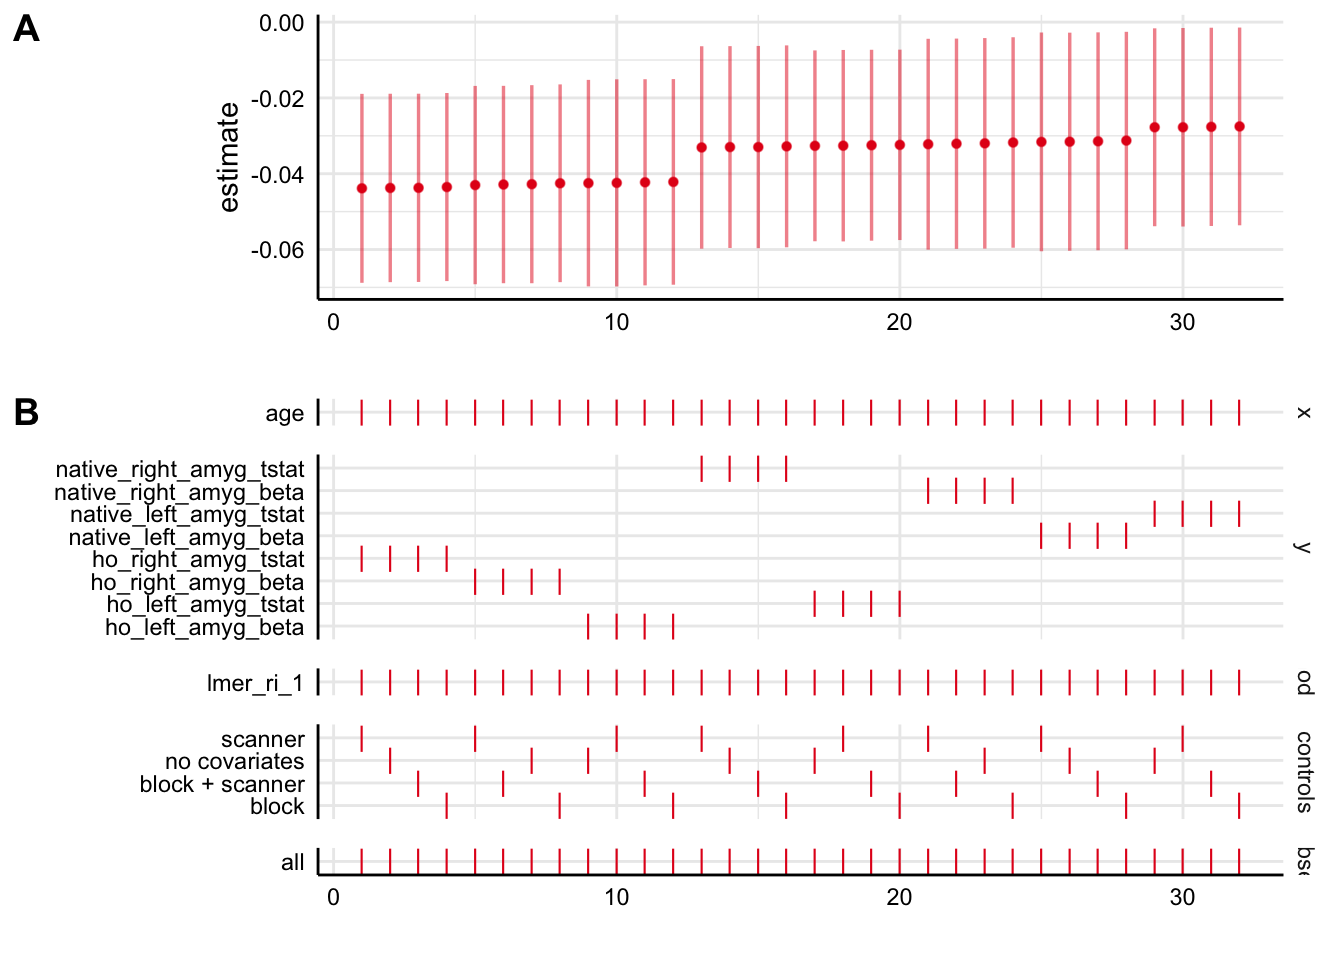 A
0.00
-0.02
-0.04
-0.06
estimate
0 10 20 30
B
age
x
native_right_amyg_tstat
native_right_amyg_beta
native_left_amyg_tstat
native_left_amyg_beta
ho_right_amyg_tstat
ho_right_amyg_beta
ho_left_amyg_tstat
ho_left_amyg_beta
y
lmer_ri_1
od
scanner
no covariates
block + scanner
block
controls
all
bs
0 10 20 30